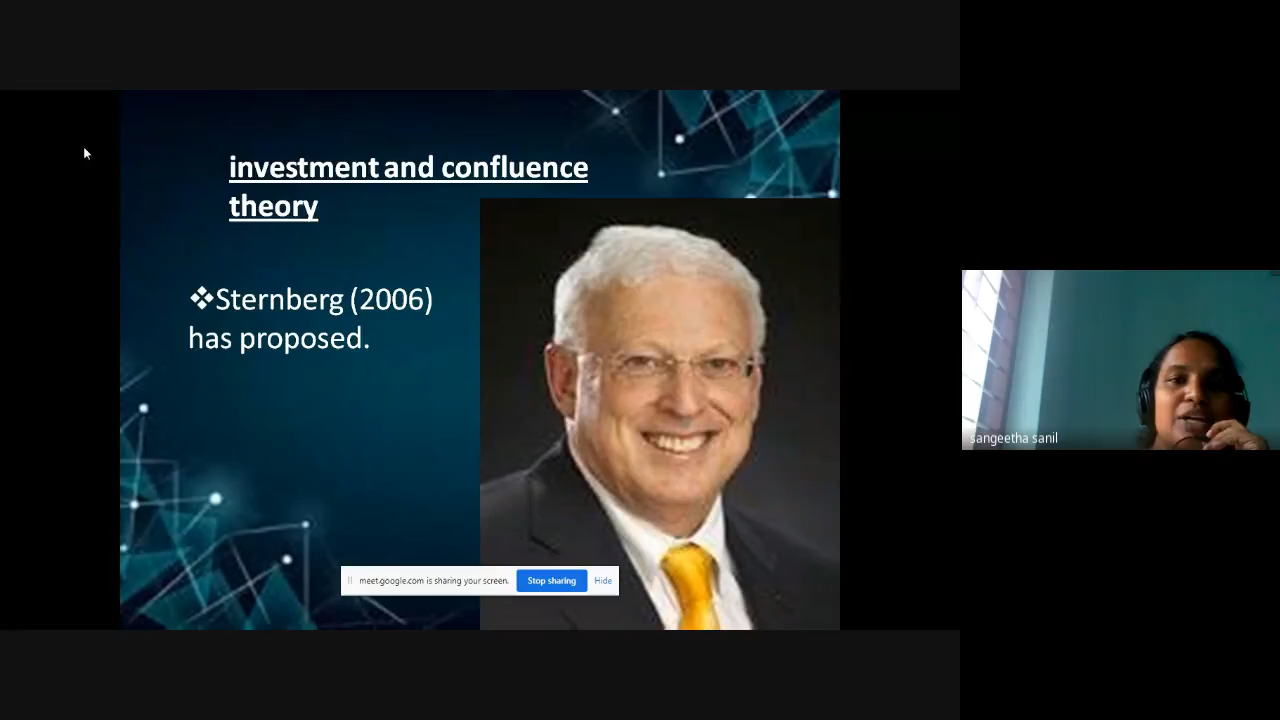 investment and confluence
theory
❖Sternberg (2006)
has proposed.
meet.google.com is sharing your screen. Stop sharing Hide
sangeetha sanil